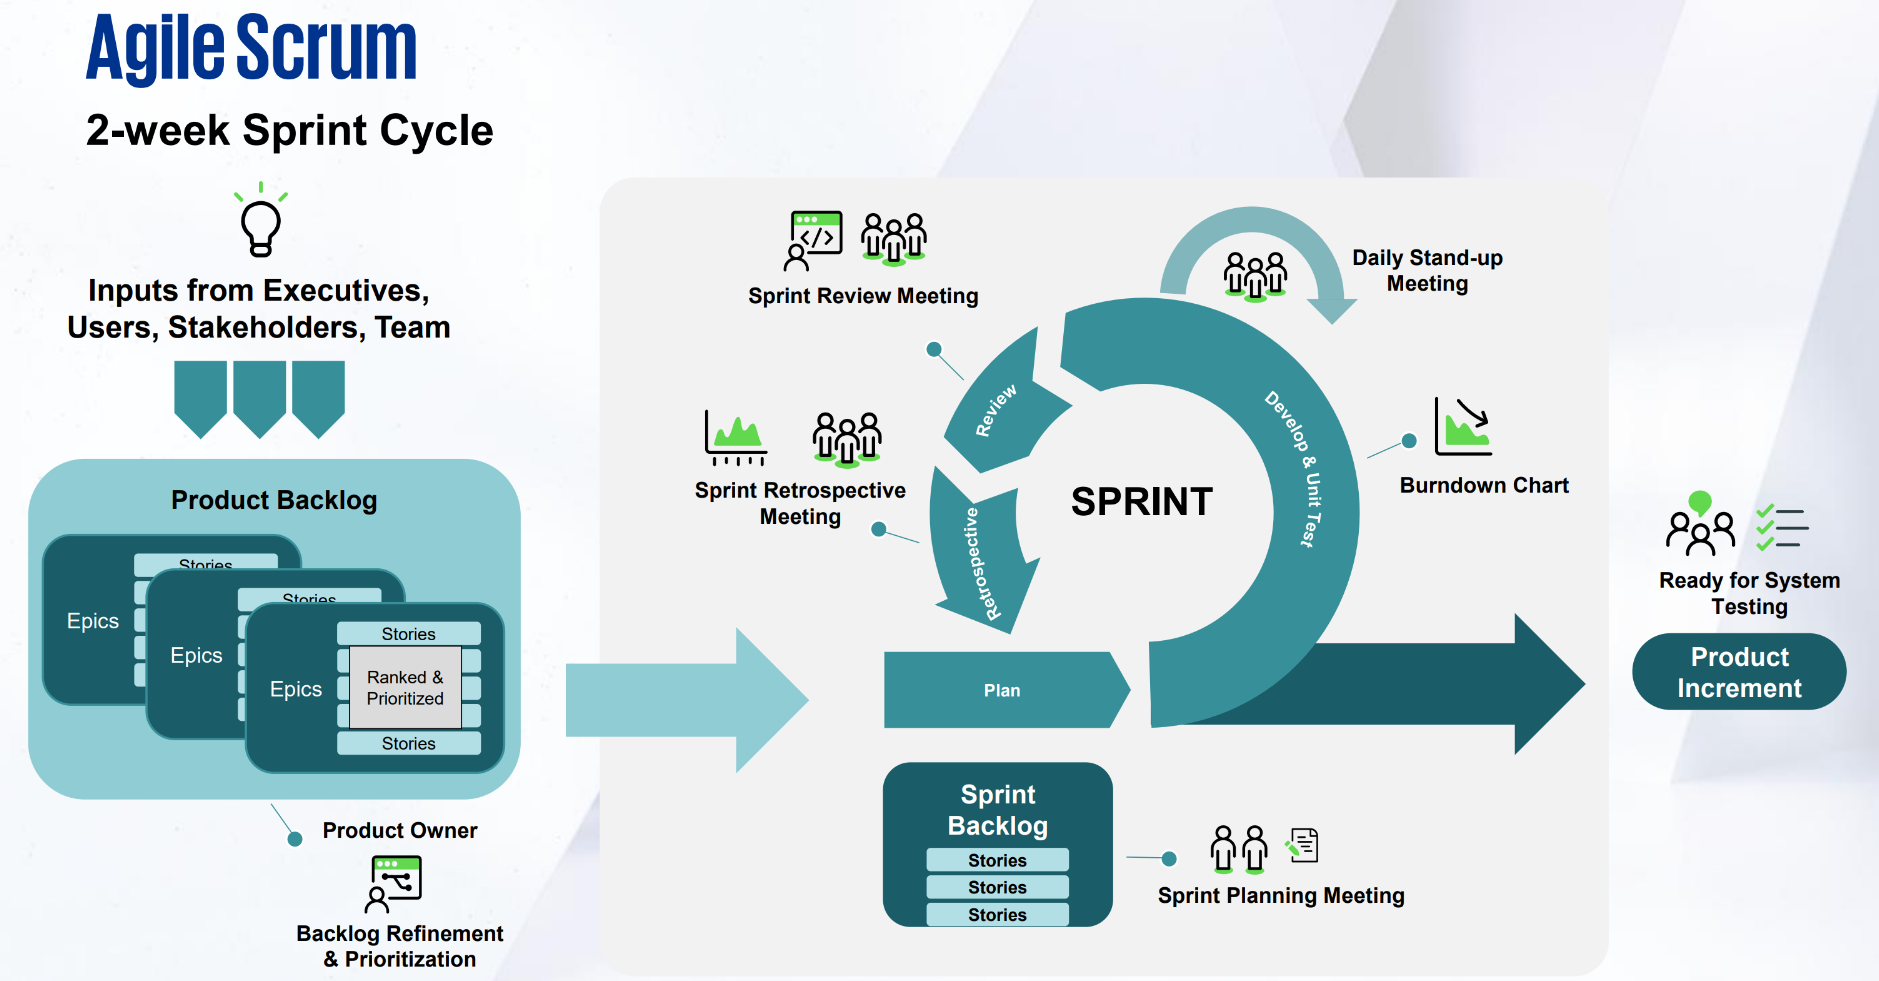 Agile Scrum
2-week Sprint Cycle
Inputs from Executives,
Users, Stakeholders, Team
Product Backlog
Epics
Stories
Epics
Stories
Epics
Stories
Ranked &
Prioritized
Stories
Product Owner
Backlog Refinement
& Prioritization
Sprint Review Meeting
Sprint Retrospective
Meeting
Daily Stand-up
Meeting
Burndown Chart
SPRINT
Review
Retrospective
Develop & Unit Test
Plan
Sprint
Backlog
Stories
Stories
Stories
Sprint Planning Meeting
Ready for System
Testing
Product
Increment